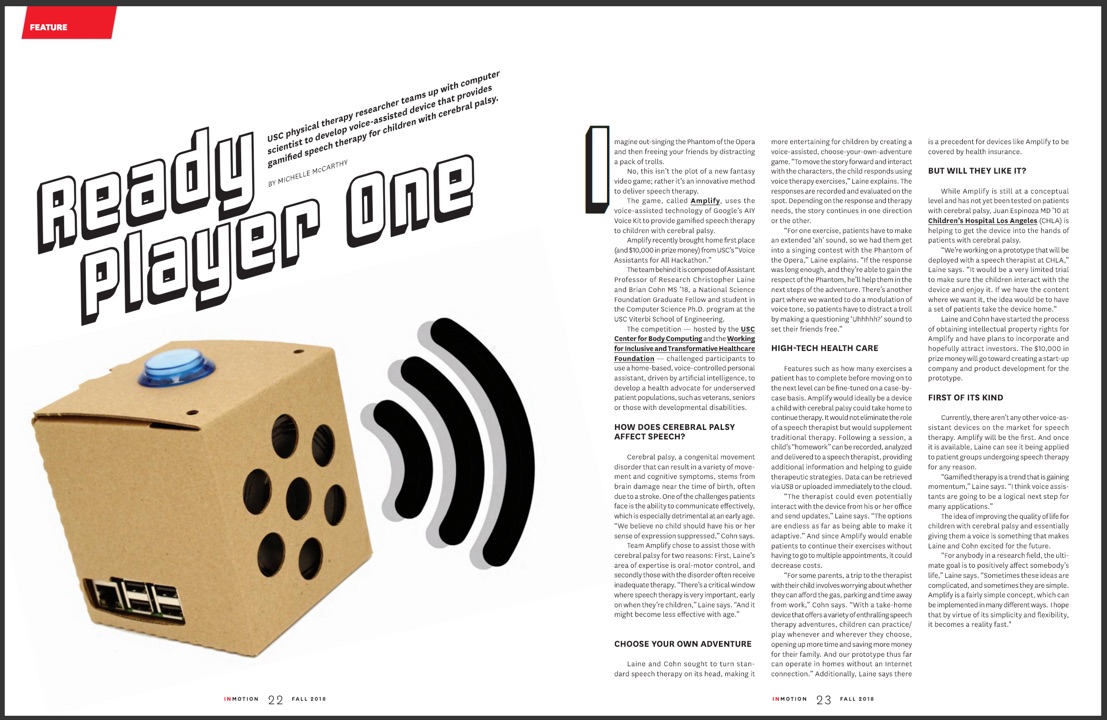 FEATURE
Ready
Player One
USC physical therapy researcher teams up with computer
scientist to develop voice-assisted device that provides
gamified speech therapy for children with cerebral palsy.
BY MICHELLE McCARTHY
INMOTION 22 FALL 2018
Imagine out-singing the Phantom of the Opera
and then freeing your friends by distracting
a pack of trolls.
No, this isn't the plot of a new fantasy
video game; rather it's an innovative method
to deliver speech therapy.
The game, called Amplify, uses the
voice-assisted technology of Google's AIY
Voice Kit to provide gamified speech therapy
to children with cerebral palsy.
Amplify recently brought home first place
(and $10,000 in prize money) from USC's "Voice
Assistants for All Hackathon."
The team behind it is composed of Assistant
Professor of Research Christopher Laine
and Brian Cohn MS '18, a National Science
Foundation Graduate Fellow and student in
the Computer Science Ph.D. program at the
USC Viterbi School of Engineering.
The competition — hosted by the USC
Center for Body Computing and the Working
for Inclusive and Transformative Healthcare
Foundation — challenged participants to
use a home-based, voice-controlled personal
assistant, driven by artificial intelligence, to
develop a health advocate for underserved
patient populations, such as veterans, seniors
or those with developmental disabilities.
HOW DOES CEREBRAL PALSY
AFFECT SPEECH?
Cerebral palsy, a congenital movement
disorder that can result in a variety of move-
ment and cognitive symptoms, stems from
brain damage near the time of birth, often
due to a stroke. One of the challenges patients
face is the ability to communicate effectively,
which is especially detrimental at an early age.
"We believe no child should have his or her
sense of expression suppressed," Cohn says.
Team Amplify chose to assist those with
cerebral palsy for two reasons: First, Laine's
area of expertise is oral-motor control, and
secondly those with the disorder often receive
inadequate therapy. "There's a critical window
where speech therapy is very important, early
on when they're children," Laine says. "And it
might become less effective with age."
CHOOSE YOUR OWN ADVENTURE
Laine and Cohn sought to turn stan-
dard speech therapy on its head, making it
more entertaining for children by creating a
voice-assisted, choose-your-own-adventure
game. "To move the story forward and interact
with the characters, the child responds using
voice therapy exercises," Laine explains. The
responses are recorded and evaluated on the
spot. Depending on the response and therapy
needs, the story continues in one direction
or the other.
"For one exercise, patients have to make
an extended 'ah' sound, so we had them get
into a singing contest with the Phantom of
the Opera," Laine explains. "If the response
was long enough, and they're able to gain the
respect of the Phantom, he'll help them in the
next steps of the adventure. There's another
part where we wanted to do a modulation of
voice tone, so patients have to distract a troll
by making a questioning 'Uhhhhh?' sound to
set their friends free."
HIGH-TECH HEALTH CARE
Features such as how many exercises a
patient has to complete before moving on to
the next level can be fine-tuned on a case-by-
case basis. Amplify would ideally be a device
a child with cerebral palsy could take home to
continue therapy. It would not eliminate the role
of a speech therapist but would supplement
traditional therapy. Following a session, a
child's "homework" can be recorded, analyzed
and delivered to a speech therapist, providing
additional information and helping to guide
therapeutic strategies. Data can be retrieved
via USB or uploaded immediately to the cloud.
"The therapist could even potentially
interact with the device from his or her office
and send updates," Laine says. "The options
are endless as far as being able to make it
adaptive." And since Amplify would enable
patients to continue their exercises without
having to go to multiple appointments, it could
decrease costs.
"For some parents, a trip to the therapist
with their child involves worrying about whether
they can afford the gas, parking and time away
from work," Cohn says. "With a take-home
device that offers a variety of enthralling speech
therapy adventures, children can practice/
play whenever and wherever they choose,
opening up more time and saving more money
for their family. And our prototype thus far
can operate in homes without an Internet
connection." Additionally, Laine says there
is a precedent for devices like Amplify to be
covered by health insurance.
BUT WILL THEY LIKE IT?
While Amplify is still at a conceptual
level and has not yet been tested on patients
with cerebral palsy, Juan Espinoza MD '10 at
Children's Hospital Los Angeles (CHLA) is
helping to get the device into the hands of
patients with cerebral palsy.
"We're working on a prototype that will be
deployed with a speech therapist at CHLA,"
Laine says. "It would be a very limited trial
to make sure the children interact with the
device and enjoy it. If we have the content
where we want it, the idea would be to have
a set of patients take the device home."
Laine and Cohn have started the process
of obtaining intellectual property rights for
Amplify and have plans to incorporate and
hopefully attract investors. The $10,000 in
prize money will go toward creating a start-up
company and product development for the
prototype.
FIRST OF ITS KIND
Currently, there aren't any other voice-as-
sistant devices on the market for speech
therapy. Amplify will be the first. And once
it is available, Laine can see it being applied
to patient groups undergoing speech therapy
for any reason.
"Gamified therapy is a trend that is gaining
momentum," Laine says. "I think voice assis-
tants are going to be a logical next step for
many applications."
The idea of improving the quality of life for
children with cerebral palsy and essentially
giving them a voice is something that makes
Laine and Cohn excited for the future.
"For anybody in a research field, the ulti-
mate goal is to positively affect somebody's
life," Laine says. "Sometimes these ideas are
complicated, and sometimes they are simple.
Amplify is a fairly simple concept, which can
be implemented in many different ways. I hope
that by virtue of its simplicity and flexibility,
it becomes a reality fast."
INMOTION 23 FALL 2018